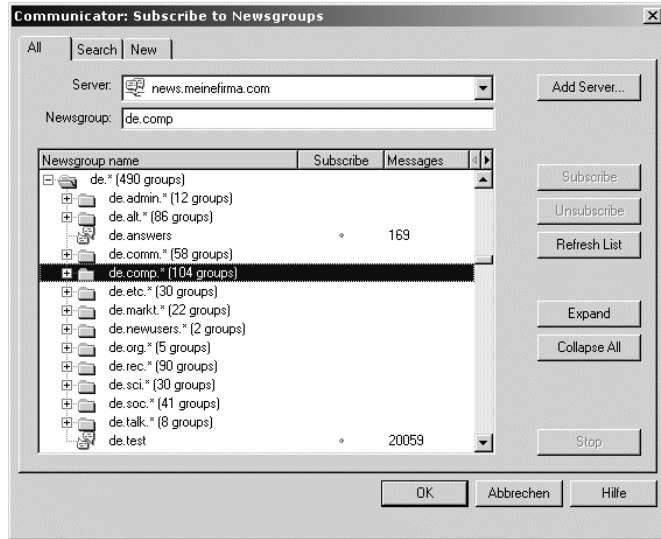 Communicator: Subscribe to Newsgroups
All Search New
Server: news.meinefirma.com Add Server...
Newsgroup: de.comp
Newsgroup name Subscribe Messages
de.* (490 groups) Subscribe
de.admin.* (12 groups)
de.alt.* (86 groups) Unsubscribe
de.answers 169
de.comm.* (58 groups) Refresh List
de.comp.* (104 groups)
de.etc.* (30 groups)
de.markt.* (22 groups) Expand
de.newusers.* (2 groups)
de.org.* (5 groups) Collapse All
de.rec.* (90 groups)
de.sci.* (30 groups)
de.soc.* (41 groups)
de.talk.* (8 groups)
de.test 20059 Stop
OK Abbrechen Hilfe